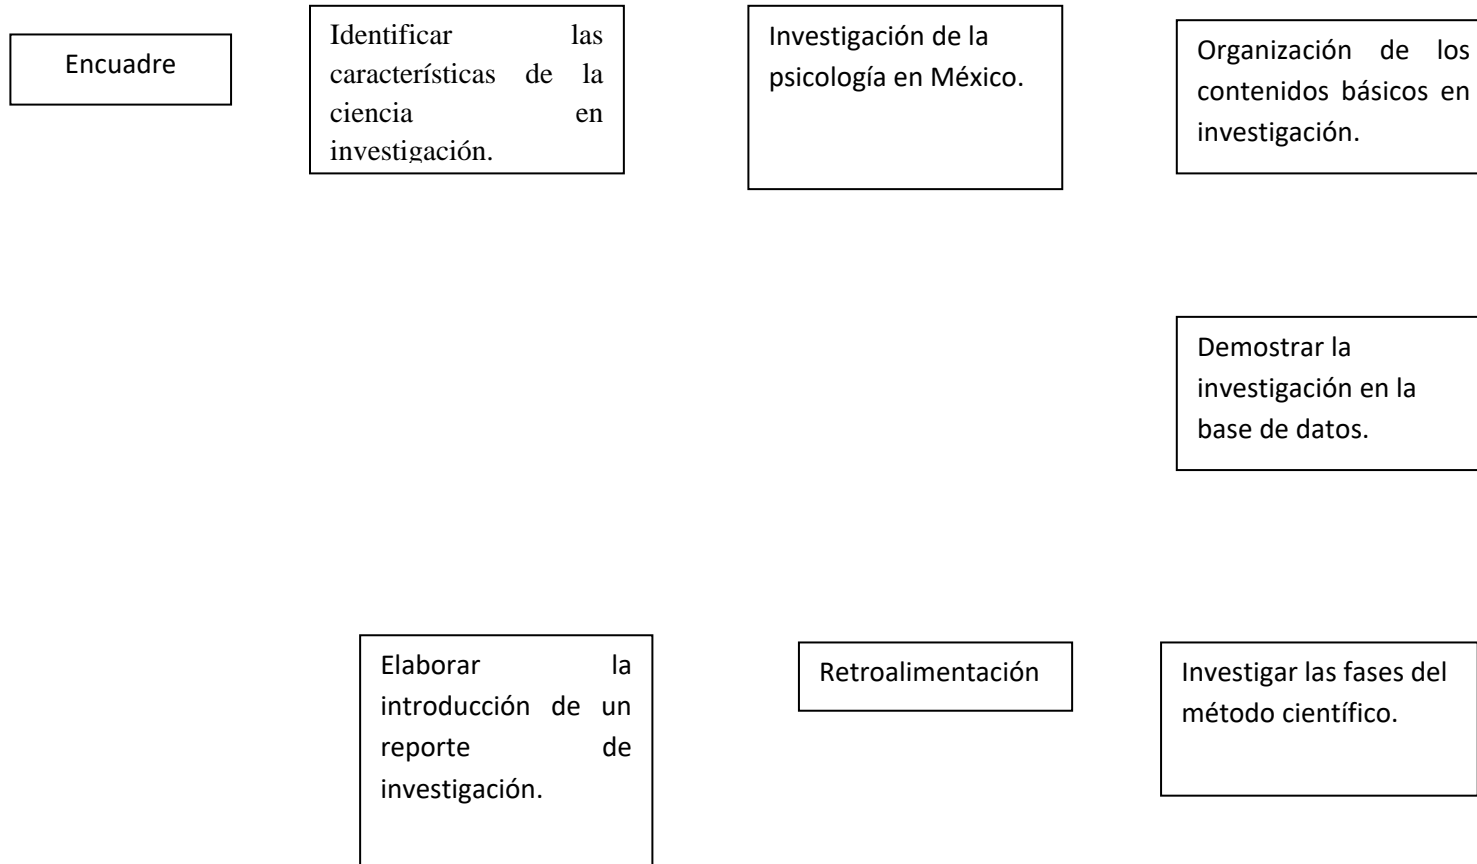 Encuadre
Identificar las
características de la
ciencia en
investigación.
Investigación de la
psicología en México.
Organización de los
contenidos básicos en
investigación.
Demostrar la
investigación en la
base de datos.
Elaborar la
introducción de un
reporte de
investigación.
Retroalimentación
Investigar las fases del
método científico.